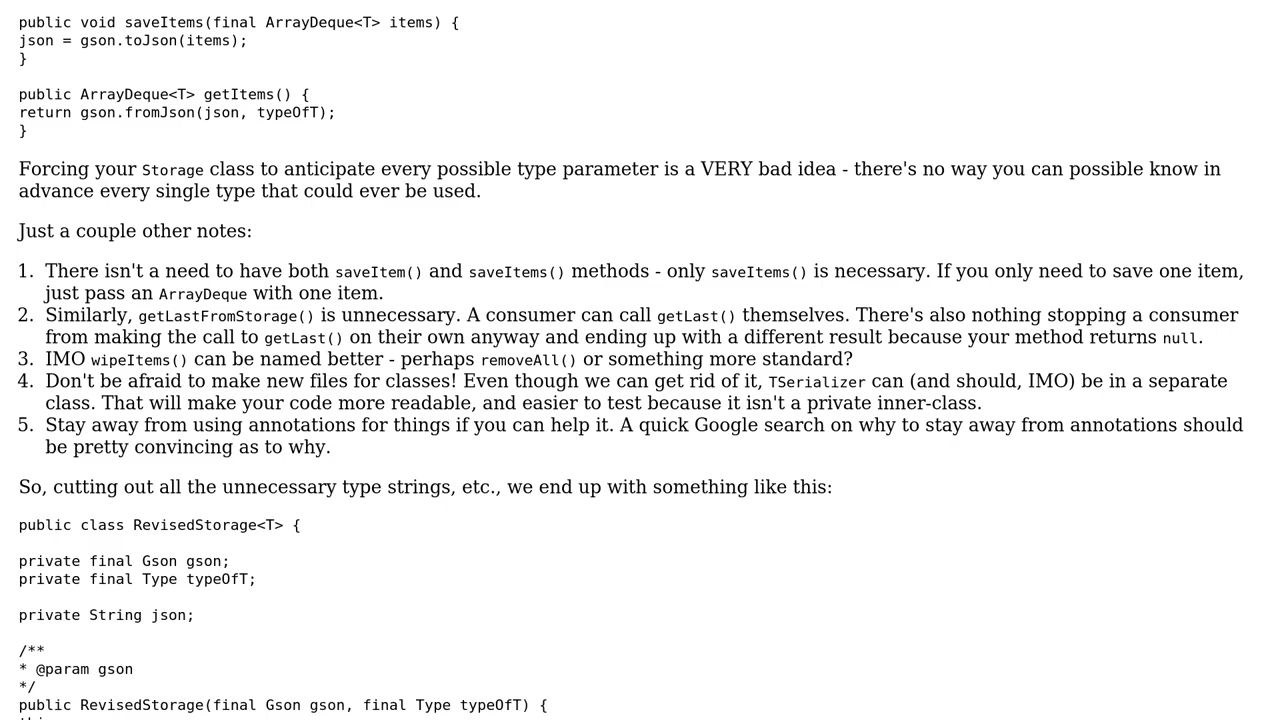 public void saveItems(final ArrayDeque<T> items) {
json = gson.toJson(items);
}
public ArrayDeque<T> getItems() {
return gson.fromJson(json, typeOfT);
}
Forcing your Storage class to anticipate every possible type parameter is a VERY bad idea - there's no way you can possible know in
advance every single type that could ever be used.
Just a couple other notes:
1. There isn't a need to have both saveItem() and saveItems() methods - only saveItems() is necessary. If you only need to save one item,
just pass an ArrayDeque with one item.
2. Similarly, getLastFromStorage() is unnecessary. A consumer can call getLast() themselves. There's also nothing stopping a consumer
from making the call to getLast() on their own anyway and ending up with a different result because your method returns null.
3. IMO wipeItems() can be named better - perhaps removeAll() or something more standard?
4. Don't be afraid to make new files for classes! Even though we can get rid of it, TSerializer can (and should, IMO) be in a separate
class. That will make your code more readable, and easier to test because it isn't a private inner-class.
5. Stay away from using annotations for things if you can help it. A quick Google search on why to stay away from annotations should
be pretty convincing as to why.
So, cutting out all the unnecessary type strings, etc., we end up with something like this:
public class RevisedStorage<T> {
private final Gson gson;
private final Type typeOfT;
private String json;
/**
* @param gson
*/
public RevisedStorage(final Gson gson, final Type typeOfT) {